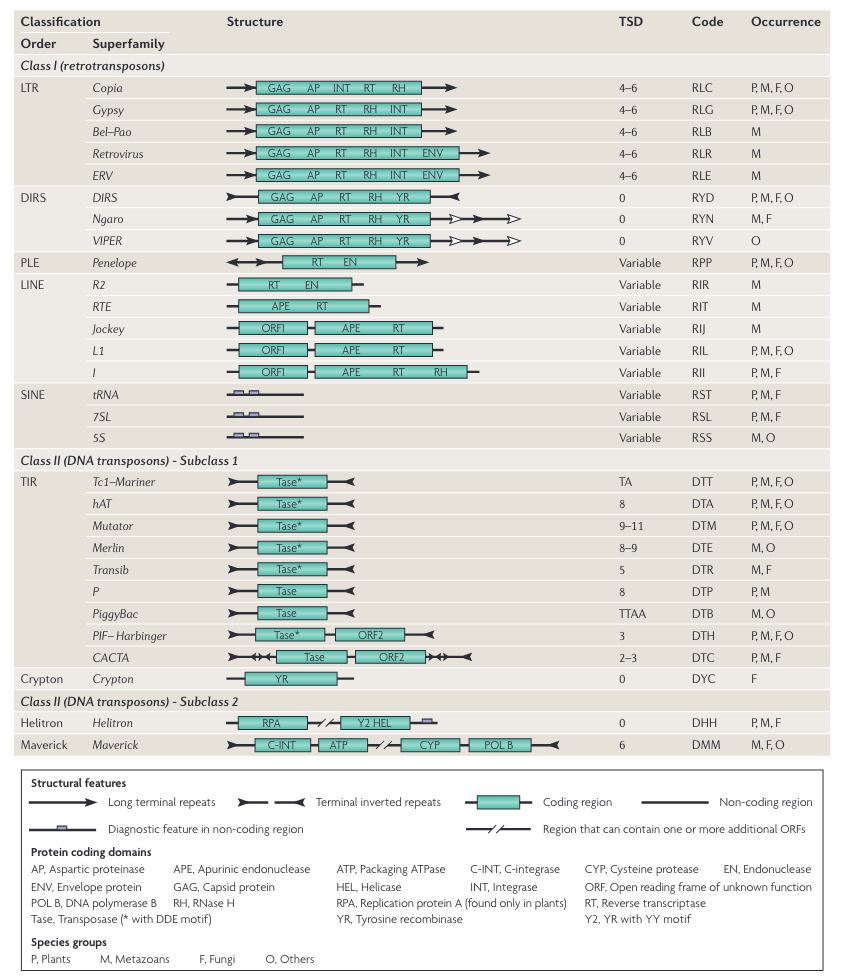 Classification Structure TSD Code Occurrence
Order Superfamily
Class I (retrotransposons)
LTR Copia GAG AP INT RT RH 4–6 RLC P, M, F, O
Gypsy GAG AP RT RH INT 4–6 RLG P, M, F, O
Bel–Pao GAG AP RT RH INT 4–6 RLB M
Retrovirus GAG AP RT RH INT ENV 4–6 RLR M
ERV GAG AP RT RH INT ENV 4–6 RLE M
DIRS DIRS GAG AP RT RH YR 0 RYD P, M, F, O
Ngaro GAG AP RT RH YR 0 RYN M, F
VIPER GAG AP RT RH YR 0 RYV O
PLE Penelope RT EN Variable RPP P, M, F, O
LINE R2 RT EN Variable RIR M
RTE APE RT Variable RIT M
Jockey ORF1 APE RT Variable RIJ M
L1 ORF1 APE RT Variable RIL P, M, F, O
I ORF1 APE RT RH Variable RII P, M, F
SINE tRNA Variable RST P, M, F
7SL Variable RSL P, M, F
5S Variable RSS M, O
Class II (DNA transposons) - Subclass 1
TIR Tc1–Mariner Tase* TA DTT P, M, F, O
hAT Tase* 8 DTA P, M, F, O
Mutator Tase* 9–11 DTM P, M, F, O
Merlin Tase* 8–9 DTE M, O
Transib Tase* 5 DTR M, F
P Tase 8 DTP P, M
PiggyBac Tase TTAA DTB M, O
PIF–Harbinger Tase* ORF2 3 DTH P, M, F, O
CACTA Tase ORF2 2–3 DTC P, M, F
Crypton Crypton YR 0 DYC F
Class II (DNA transposons) - Subclass 2
Helitron Helitron RPA Y2 HEL 0 DHH P, M, F
Maverick Maverick C-INT ATP CYP POL B 6 DMM M, F, O
Structural features
Long terminal repeats Terminal inverted repeats Coding region Non-coding region
Diagnostic feature in non-coding region Region that can contain one or more additional ORFs
Protein coding domains
AP, Aspartic proteinase APE, Apurinic endonuclease ATP, Packaging ATPase C-INT, C-integrase CYP, Cysteine protease EN, Endonuclease
ENV, Envelope protein GAG, Capsid protein HEL, Helicase INT, Integrase ORF, Open reading frame of unknown function
POL B, DNA polymerase B RH, RNase H RPA, Replication protein A (found only in plants) RT, Reverse transcriptase
Tase, Transposase (* with DDE motif) YR, Tyrosine recombinase Y2, YR with YY motif
Species groups
P, Plants M, Metazoans F, Fungi O, Others